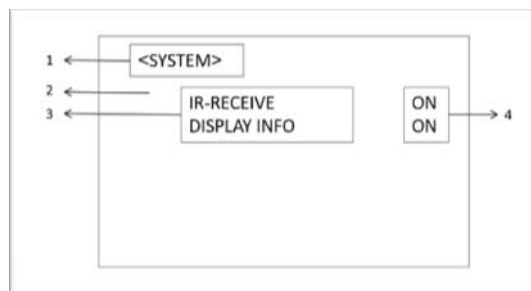 1 <SYSTEM>
2
3 IR-RECEIVE ON
DISPLAY INFO ON 4